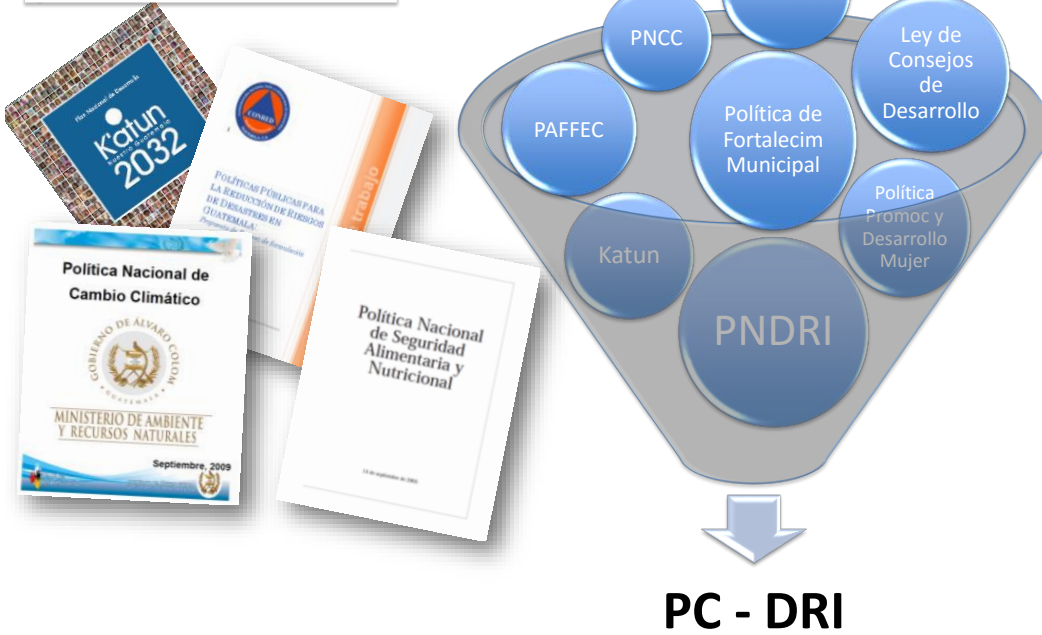 Plan Nacional de Desarrollo
K'atun
Nuestra Guatemala
2032
CONRED
POLÍTICAS PÚBLICAS PARA
LA REDUCCIÓN DE RIESGOS
DE DESASTRES EN
GUATEMALA:
trabajo
Política Nacional de
Cambio Climático
GOBIERNO DE ÁLVARO COLOM
GUATEMALA
MINISTERIO DE AMBIENTE
Y RECURSOS NATURALES
Septiembre, 2009
Política Nacional
de Seguridad
Alimentaria y
Nutricional
PNCC
Ley de
Consejos
de
Desarrollo
PAFFEC
Política de
Fortalecim
Municipal
Política
Promoc y
Desarrollo
Mujer
Katun
PNDRI
PC - DRI